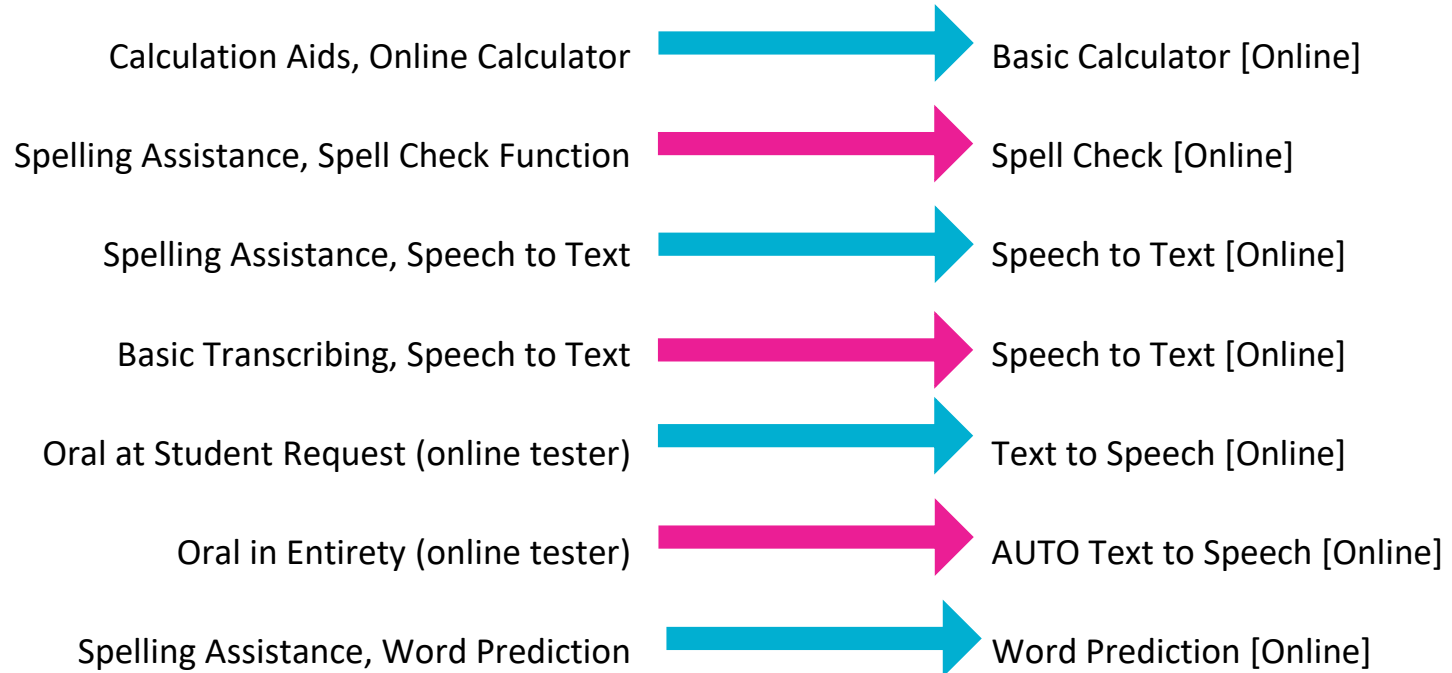 Calculation Aids, Online Calculator Basic Calculator [Online]
Spelling Assistance, Spell Check Function Spell Check [Online]
Spelling Assistance, Speech to Text Speech to Text [Online]
Basic Transcribing, Speech to Text Speech to Text [Online]
Oral at Student Request (online tester) Text to Speech [Online]
Oral in Entirety (online tester) AUTO Text to Speech [Online]
Spelling Assistance, Word Prediction Word Prediction [Online]